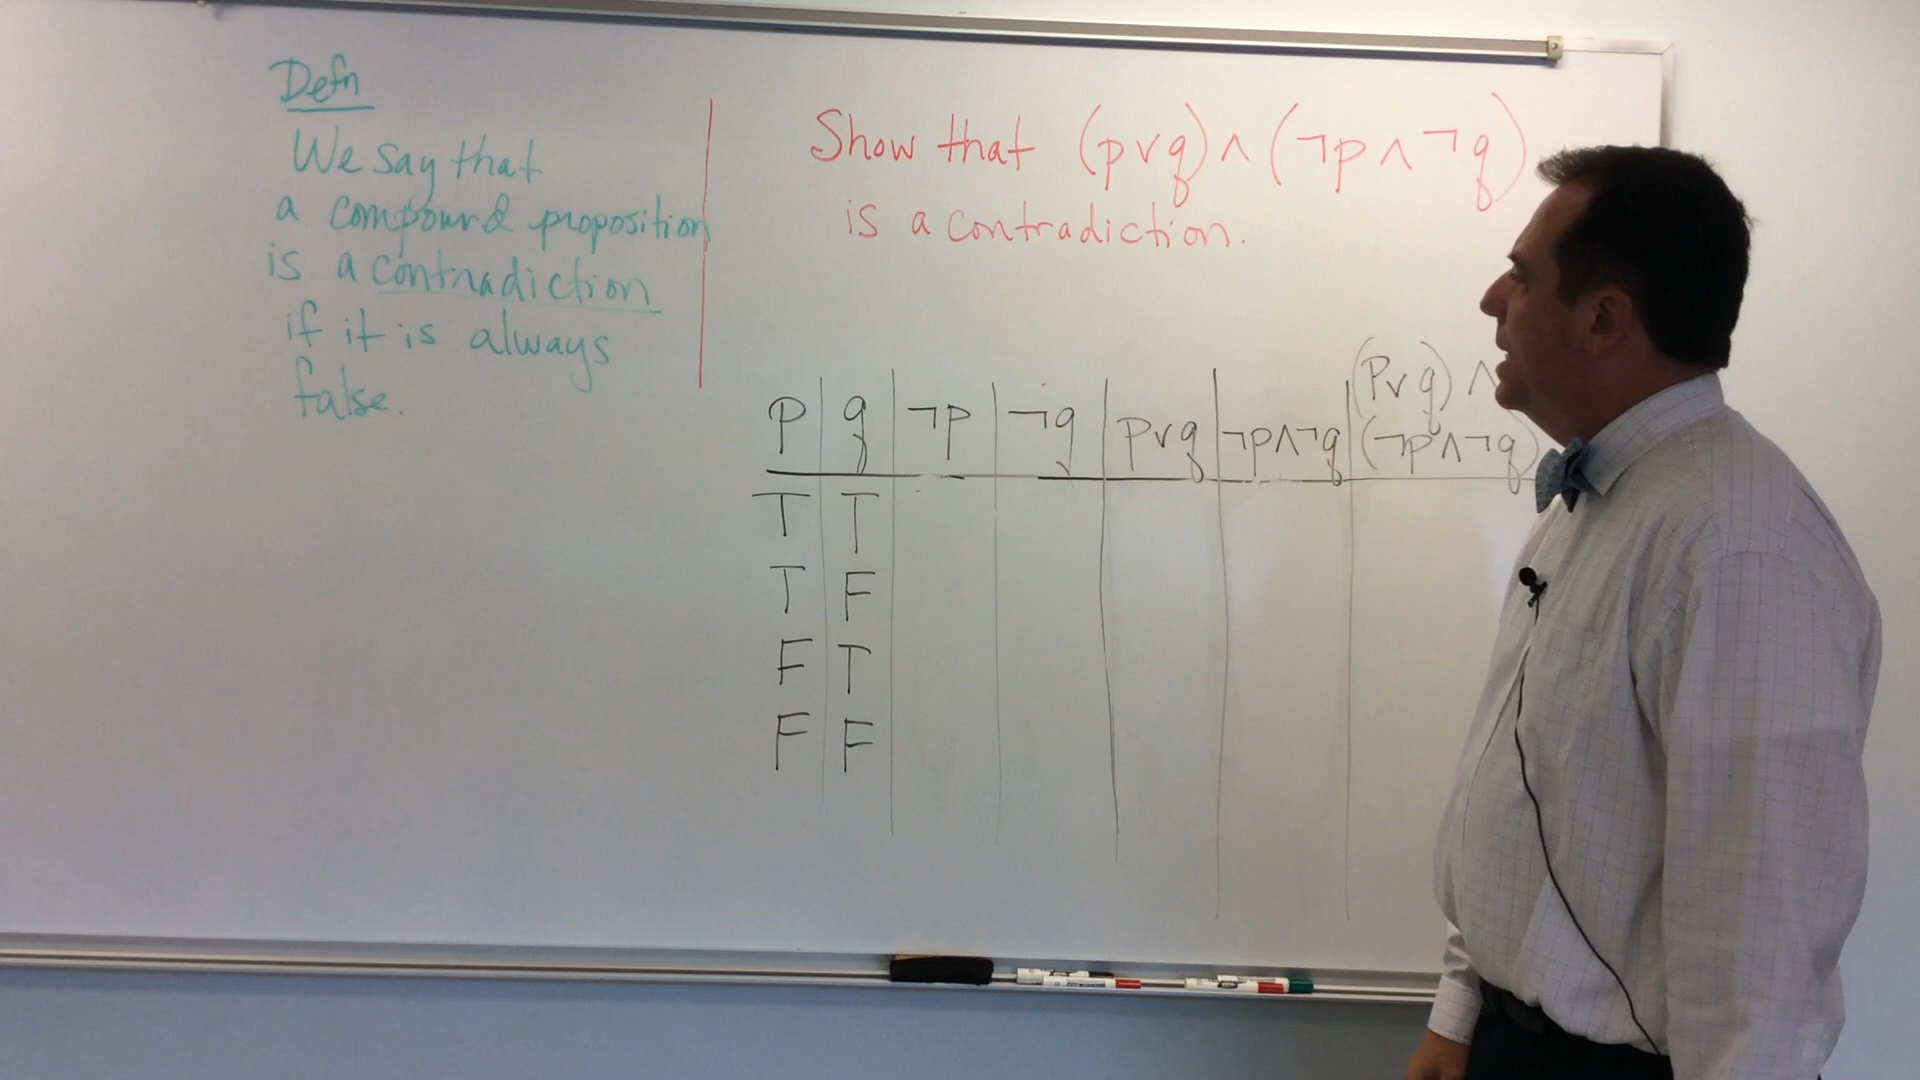 Defn
We say that
a compound proposition
is a contradiction
if it is always
false.
Show that (p∨q)∧(¬p∧¬q)
is a contradiction.
p q ¬p ¬q p∨q ¬p∧¬q (p∨q)∧
(¬p∧¬q)
T T
T F
F T
F F